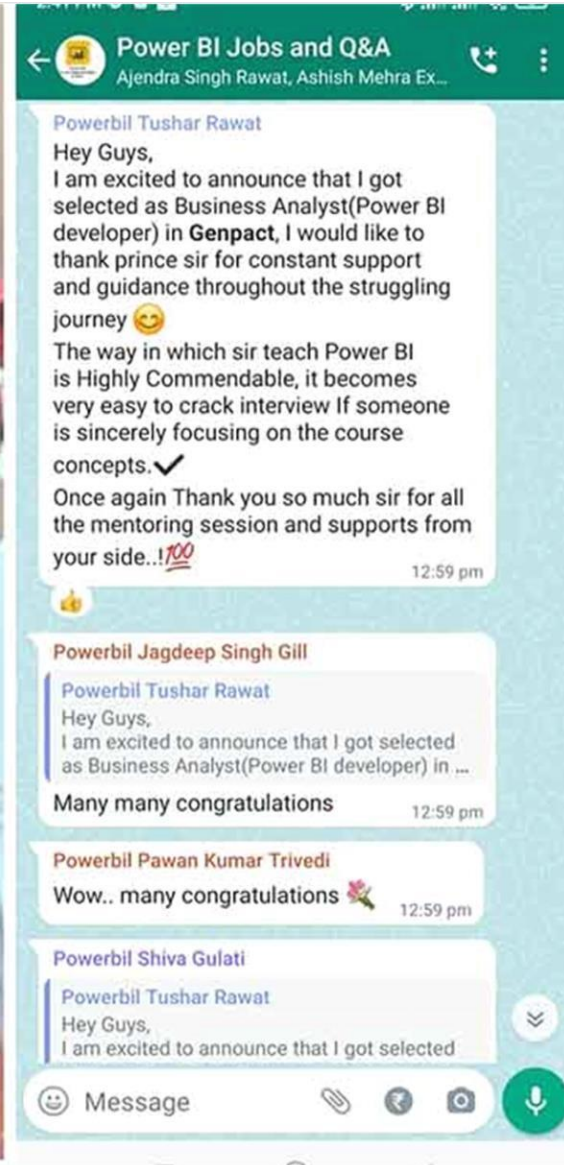 Power BI Jobs and Q&A
Ajendra Singh Rawat, Ashish Mehra Ex...
Powerbil Tushar Rawat
Hey Guys,
I am excited to announce that I got
selected as Business Analyst(Power BI
developer) in Genpact, I would like to
thank prince sir for constant support
and guidance throughout the struggling
journey 😊
The way in which sir teach Power BI
is Highly Commendable, it becomes
very easy to crack interview If someone
is sincerely focusing on the course
concepts.✔
Once again Thank you so much sir for all
the mentoring session and supports from
your side..!💯
12:59 pm
👍
Powerbil Jagdeep Singh Gill
Powerbil Tushar Rawat
Hey Guys,
I am excited to announce that I got selected
as Business Analyst(Power BI developer) in ...
Many many congratulations
12:59 pm
Powerbil Pawan Kumar Trivedi
Wow.. many congratulations 💐
12:59 pm
Powerbil Shiva Gulati
Powerbil Tushar Rawat
Hey Guys,
I am excited to announce that I got selected
Message